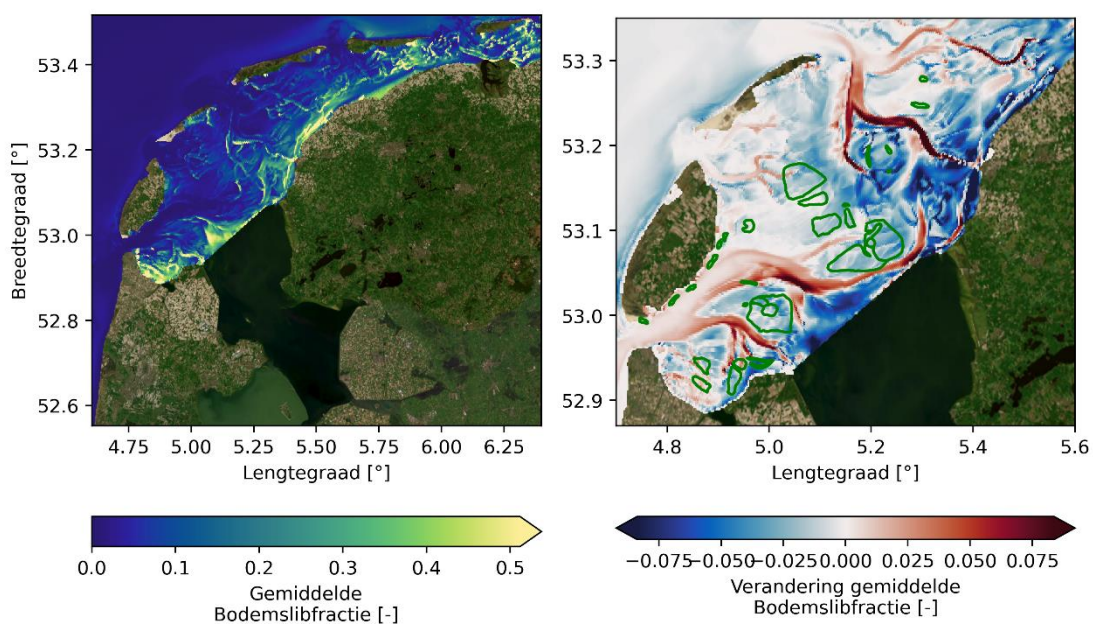 53.4
53.2
53.0
52.8
52.6
Breedtegraad [°]
4.75 5.00 5.25 5.50 5.75 6.00 6.25
Lengtegraad [°]
0.0 0.1 0.2 0.3 0.4 0.5
Gemiddelde
Bodemslibfractie [-]
53.3
53.2
53.1
53.0
52.9
4.8 5.0 5.2 5.4 5.6
Lengtegraad [°]
−0.075 −0.050 −0.025 0.000 0.025 0.050 0.075
Verandering gemiddelde
Bodemslibfractie [-]